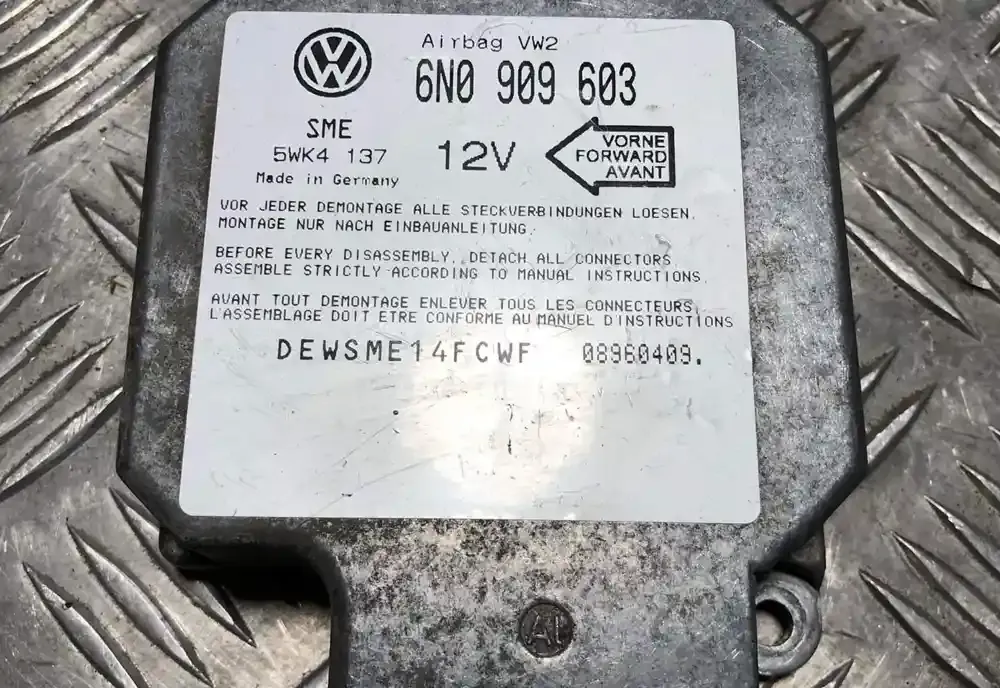 Airbag VW2
6N0 909 603
SME
5WK4 137
Made in Germany
12V
VORNE
FORWARD
AVANT
VOR JEDER DEMONTAGE ALLE STECKVERBINDUNGEN LOESEN.
MONTAGE NUR NACH EINBAUANLEITUNG.
BEFORE EVERY DISASSEMBLY, DETACH ALL CONNECTORS
ASSEMBLE STRICTLY ACCORDING TO MANUAL INSTRUCTIONS.
AVANT TOUT DEMONTAGE ENLEVER TOUS LES CONNECTEURS,
L'ASSEMBLAGE DOIT ETRE CONFORME AU MANUEL D'INSTRUCTIONS
DEWSME14FCWF 08960409.
Al